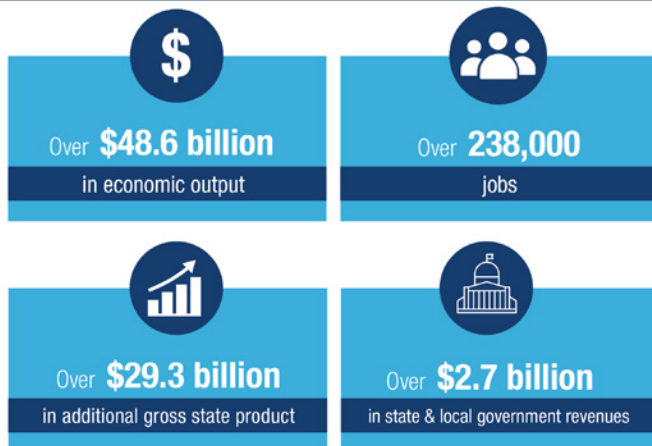 $
Over $48.6 billion
in economic output
Over 238,000
jobs
Over $29.3 billion
in additional gross state product
Over $2.7 billion
in state & local government revenues